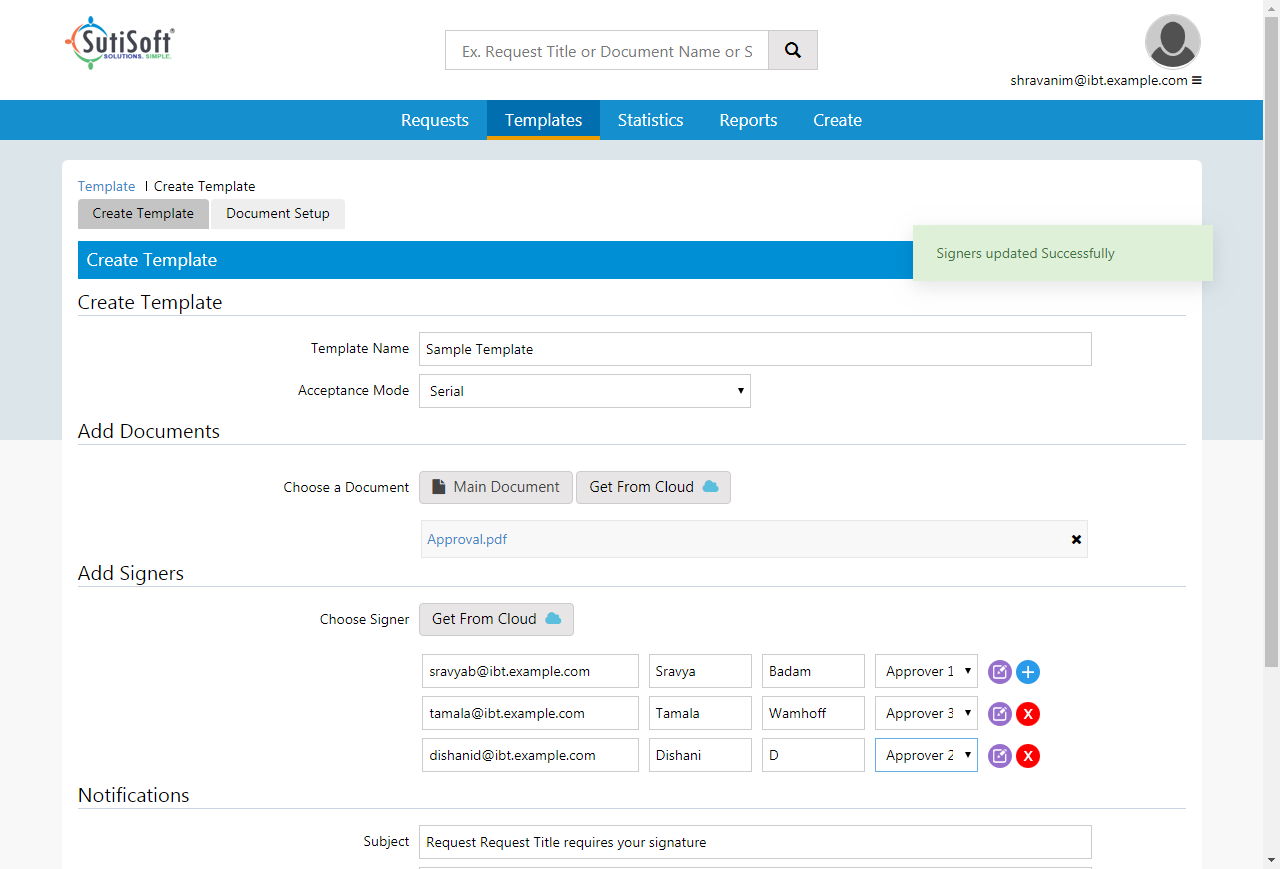 SutiSoft®
SOLUTIONS. SIMPLE.
Ex. Request Title or Document Name or S
shravanim@ibt.example.com
Requests Templates Statistics Reports Create
Template I Create Template
Create Template Document Setup
Create Template
Signers updated Successfully
Create Template
Template Name Sample Template
Acceptance Mode Serial
Add Documents
Choose a Document Main Document Get From Cloud
Approval.pdf
Add Signers
Choose Signer Get From Cloud
sravyab@ibt.example.com Sravya Badam Approver 1
tamala@ibt.example.com Tamala Wamhoff Approver 3 X
dishanid@ibt.example.com Dishani D Approver 2 X
Notifications
Subject Request Request Title requires your signature